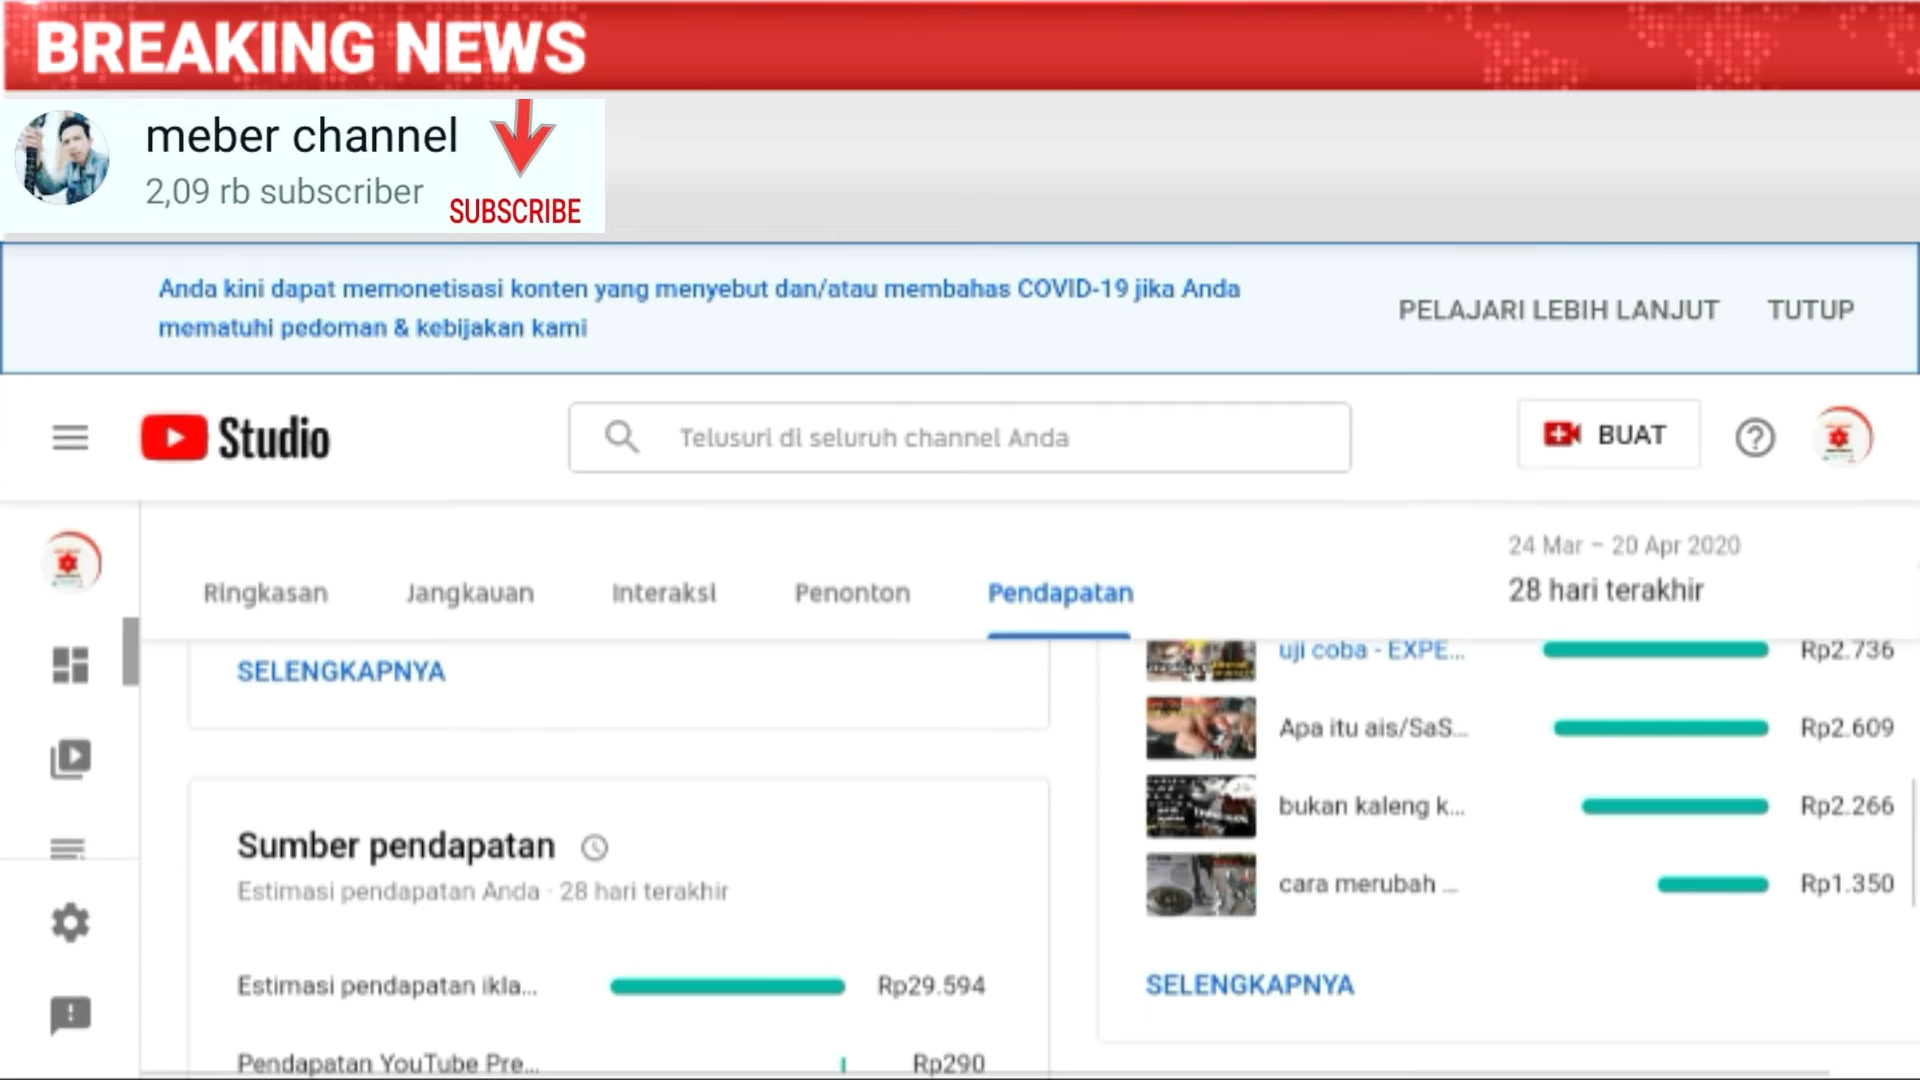 BREAKING NEWS
meber channel
2,09 rb subscriber
SUBSCRIBE
Anda kini dapat memonetisasi konten yang menyebut dan/atau membahas COVID-19 jika Anda
mematuhi pedoman & kebijakan kami
PELAJARI LEBIH LANJUT
TUTUP
Studio
Telusuri di seluruh channel Anda
BUAT
24 Mar – 20 Apr 2020
28 hari terakhir
Ringkasan
Jangkauan
Interaksi
Penonton
Pendapatan
SELENGKAPNYA
Sumber pendapatan
Estimasi pendapatan Anda · 28 hari terakhir
Estimasi pendapatan ikla... Rp29.594
Pendapatan YouTube Pre... Rp290
uji coba - EXPE... Rp2.736
Apa itu ais/SaS... Rp2.609
bukan kaleng k... Rp2.266
cara merubah ... Rp1.350
SELENGKAPNYA